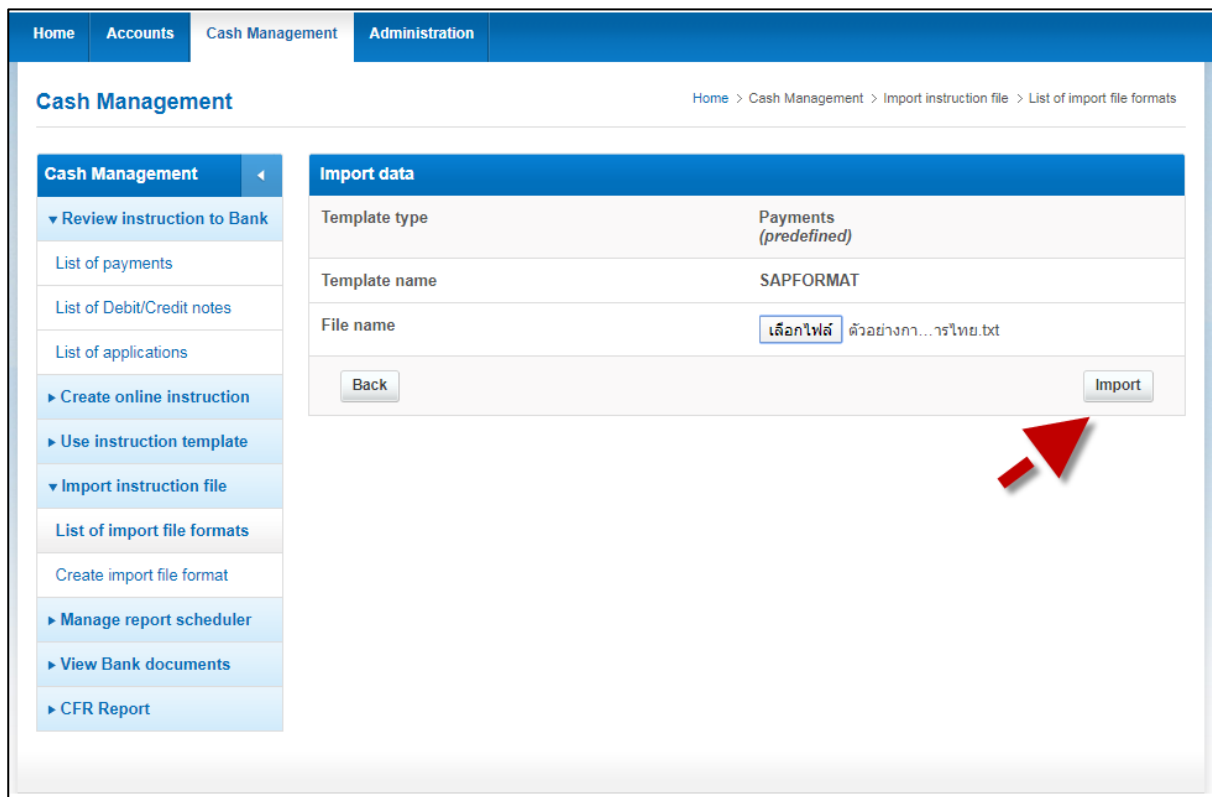 Home Accounts Cash Management Administration
Cash Management
Home > Cash Management > Import instruction file > List of import file formats
Cash Management
Review instruction to Bank
List of payments
List of Debit/Credit notes
List of applications
Create online instruction
Use instruction template
Import instruction file
List of import file formats
Create import file format
Manage report scheduler
View Bank documents
CFR Report
Import data
Template type Payments
(predefined)
Template name SAPFORMAT
File name เลือกไฟล์ ตัวอย่างกา…ารไทย.txt
Back Import